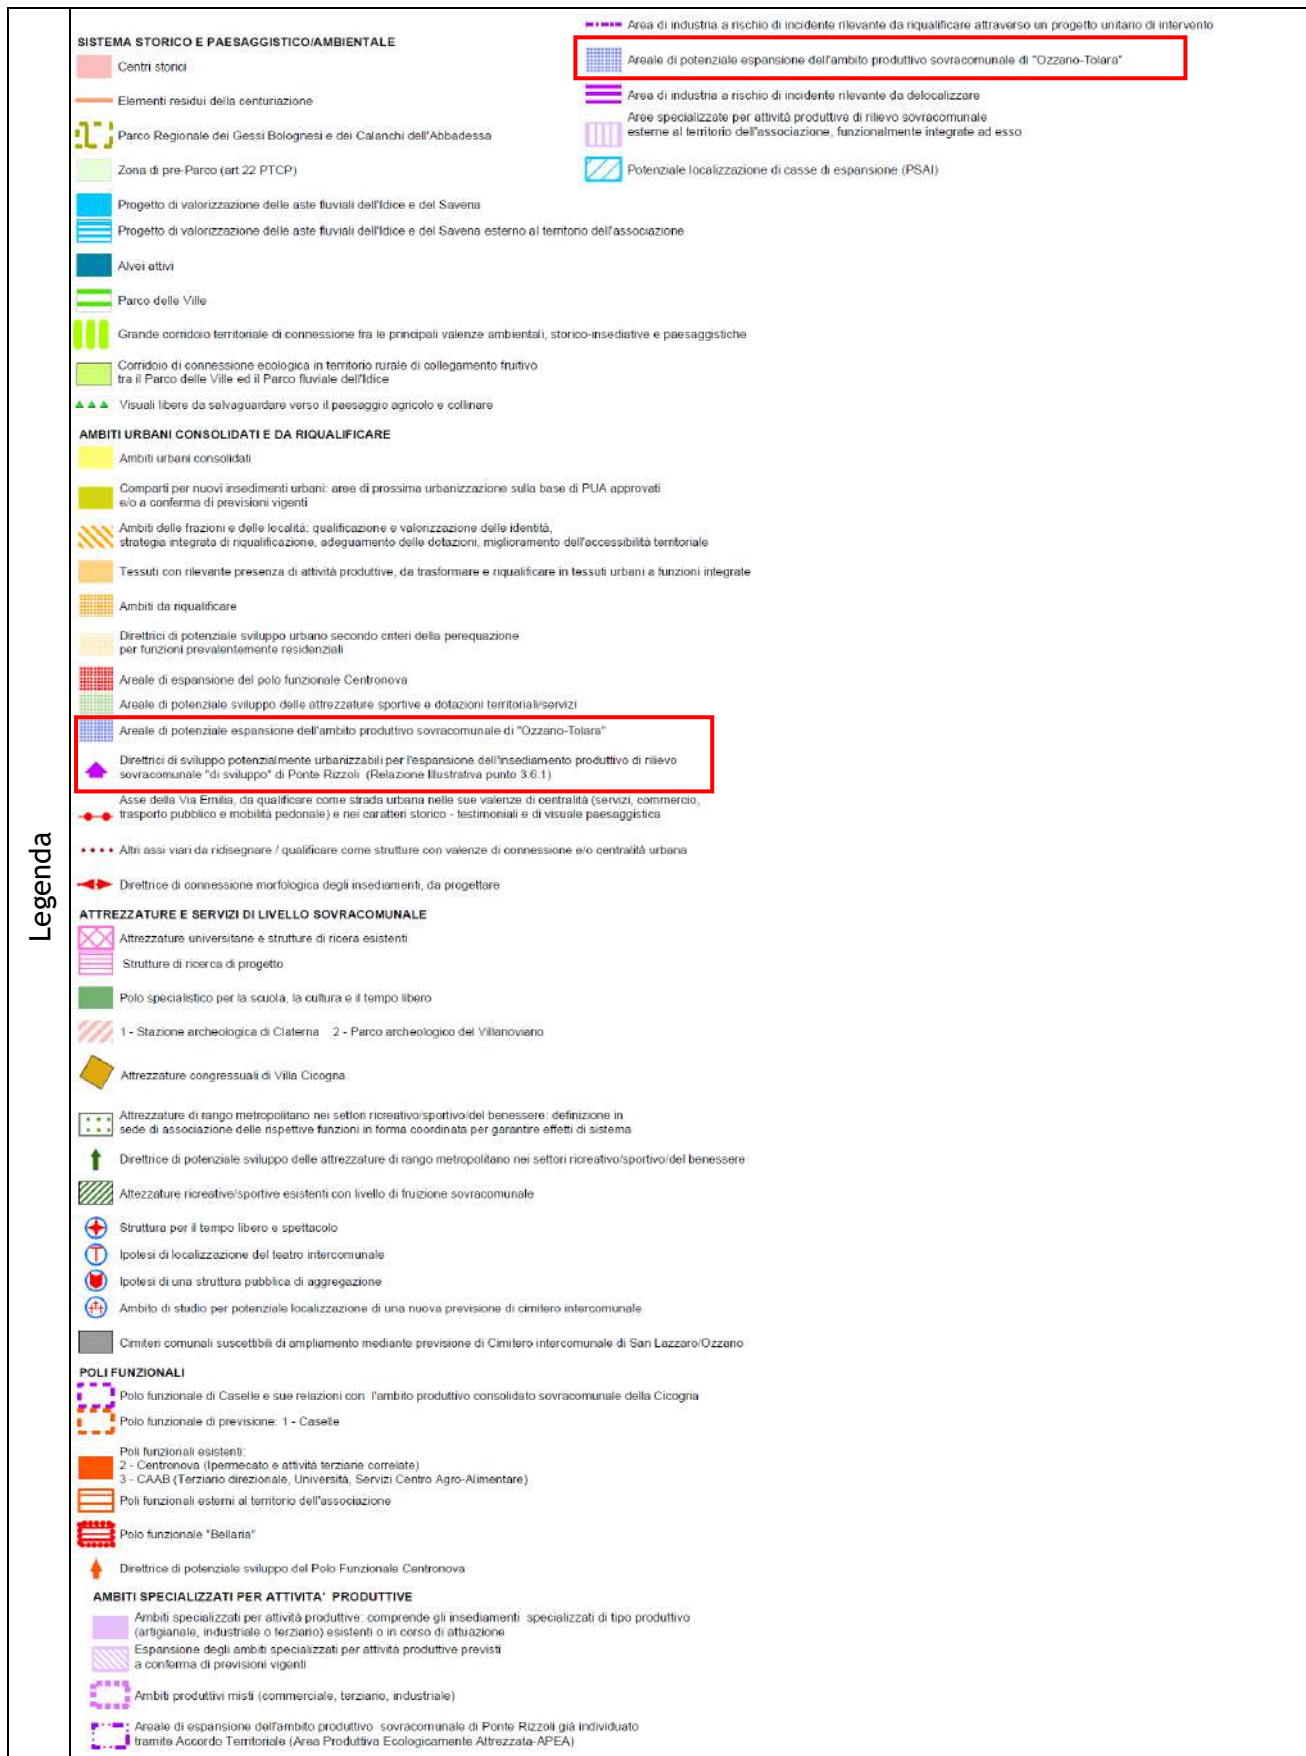 Legenda
SISTEMA STORICO E PAESAGGISTICO/AMBIENTALE
Centri storici
Elementi residui della centuriazione
Parco Regionale dei Gessi Bolognesi e dei Calanchi dell'Abbadessa
Zona di pre-Parco (art 22 PTCP)
Progetto di valorizzazione delle aste fluviali dell'Idice e del Savena
Progetto di valorizzazione delle aste fluviali dell'Idice e del Savena esterno al territorio dell'associazione
Alvei attivi
Parco delle Ville
Grande corridoio territoriale di connessione fra le principali valenze ambientali, storico-insediative e paesaggistiche
Corridoio di connessione ecologica in territorio rurale di collegamento fruitivo
tra il Parco delle Ville ed il Parco fluviale dell'Idice
Visuali libere da salvaguardare verso il paesaggio agricolo e collinare
AMBITI URBANI CONSOLIDATI E DA RIQUALIFICARE
Ambiti urbani consolidati
Comparti per nuovi insedimenti urbani: aree di prossima urbanizzazione sulla base di PUA approvati
e/o a conferma di previsioni vigenti
Ambiti delle frazioni e delle località: qualificazione e valorizzazione delle identità,
strategia integrata di riqualificazione, adeguamento delle dotazioni, miglioramento dell'accessibilità territoriale
Tessuti con rilevante presenza di attività produttive, da trasformare e riqualificare in tessuti urbani a funzioni integrate
Ambiti da riqualificare
Direttrici di potenziale sviluppo urbano secondo criteri della perequazione
per funzioni prevalentemente residenziali
Areale di espansione del polo funzionale Centronova
Areale di potenziale sviluppo delle attrezzature sportive e dotazioni territoriali/servizi
Areale di potenziale espansione dell'ambito produttivo sovracomunale di "Ozzano-Tolara"
Direttrici di sviluppo potenzialmente urbanizzabili per l'espansione dell'insediamento produttivo di rilievo
sovracomunale "di sviluppo" di Ponte Rizzoli (Relazione Illustrativa punto 3.6.1)
Asse della Via Emilia, da qualificare come strada urbana nelle sue valenze di centralità (servizi, commercio,
trasporto pubblico e mobilità pedonale) e nei caratteri storico - testimoniali e di visuale paesaggistica
Altri assi viari da ridisegnare / qualificare come strutture con valenze di connessione e/o centralità urbana
Direttrice di connessione morfologica degli insediamenti, da progettare
ATTREZZATURE E SERVIZI DI LIVELLO SOVRACOMUNALE
Attrezzature universitarie e strutture di ricera esistenti
Strutture di ricerca di progetto
Polo specialistico per la scuola, la cultura e il tempo libero
1 - Stazione archeologica di Claterna 2 - Parco archeologico del Villanoviano
Attrezzature congressuali di Villa Cicogna
Attrezzature di rango metropolitano nei settori ricreativo/sportivo/del benessere: definizione in
sede di associazione delle rispettive funzioni in forma coordinata per garantire effetti di sistema
Direttrice di potenziale sviluppo delle attrezzature di rango metropolitano nei settori ricreativo/sportivo/del benessere
Attezzature ricreative/sportive esistenti con livello di fruizione sovracomunale
Struttura per il tempo libero e spettacolo
Ipotesi di localizzazione del teatro intercomunale
Ipotesi di una struttura pubblica di aggregazione
Ambito di studio per potenziale localizzazione di una nuova previsione di cimitero intercomunale
Cimiteri comunali suscettibili di ampliamento mediante previsione di Cimitero intercomunale di San Lazzaro/Ozzano
POLI FUNZIONALI
Polo funzionale di Caselle e sue relazioni con l'ambito produttivo consolidato sovracomunale della Cicogna
Polo funzionale di previsione: 1 - Caselle
Poli funzionali esistenti:
2 - Centronova (Ipermecato e attività terziarie correlate)
3 - CAAB (Terziario direzionale, Università, Servizi Centro Agro-Alimentare)
Poli funzionali esterni al territorio dell'associazione
Polo funzionale "Bellaria"
Direttrice di potenziale sviluppo del Polo Funzionale Centronova
AMBITI SPECIALIZZATI PER ATTIVITA' PRODUTTIVE
Ambiti specializzati per attività produttive: comprende gli insediamenti specializzati di tipo produttivo
(artigianale, industriale o terziario) esistenti o in corso di attuazione
Espansione degli ambiti specializzati per attività produttive previsti
a conferma di previsioni vigenti
Ambiti produttivi misti (commerciale, terziario, industriale)
Areale di espansione dell'ambito produttivo sovracomunale di Ponte Rizzoli già individuato
tramite Accordo Territoriale (Area Produttiva Ecologicamente Attrezzata-APEA)
Area di industria a rischio di incidente rilevante da riqualificare attraverso un progetto unitario di intervento
Areale di potenziale espansione dell'ambito produttivo sovracomunale di "Ozzano-Tolara"
Area di industria a rischio di incidente rilevante da delocalizzare
Aree specializzate per attività produttive di rilievo sovracomunale
esterne al territorio dell'associazione, funzionalmente integrate ad esso
Potenziale localizzazione di casse di espansione (PSAI)